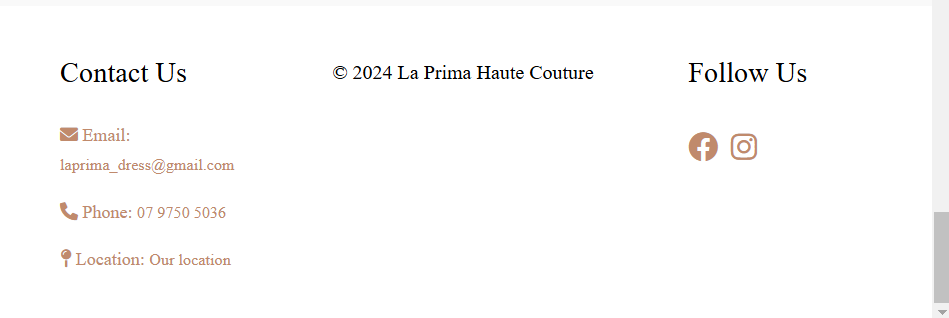 Contact Us
Email:
laprima_dress@gmail.com
Phone: 07 9750 5036
Location: Our location
© 2024 La Prima Haute Couture
Follow Us